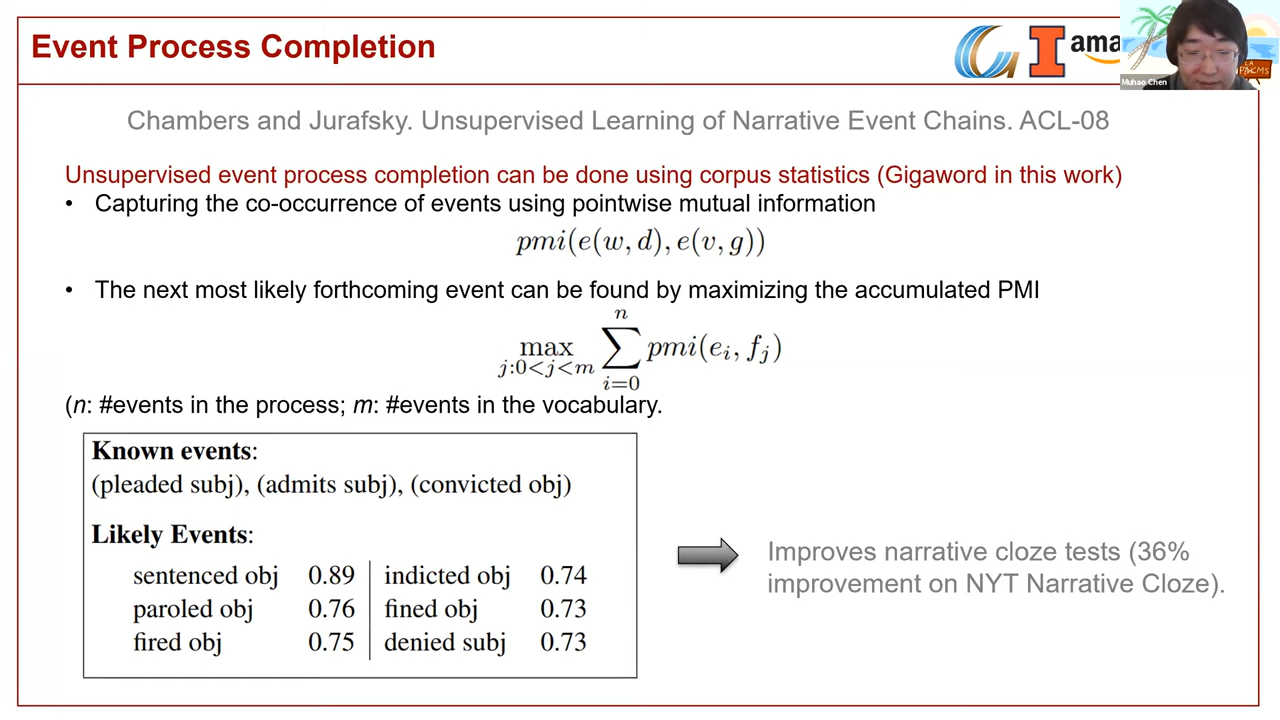 Event Process Completion
ama
Muhao Chen
LA
Chambers and Jurafsky. Unsupervised Learning of Narrative Event Chains. ACL-08
Unsupervised event process completion can be done using corpus statistics (Gigaword in this work)
• Capturing the co-occurrence of events using pointwise mutual information
pmi(e(w, d), e(v, g))
• The next most likely forthcoming event can be found by maximizing the accumulated PMI
max j:0<j<m ∑ i=0 n pmi(e_i, f_j)
(n: #events in the process; m: #events in the vocabulary.
Known events:
(pleaded subj), (admits subj), (convicted obj)
Likely Events:
sentenced obj 0.89 | indicted obj 0.74
paroled obj 0.76 | fined obj 0.73
fired obj 0.75 | denied subj 0.73
Improves narrative cloze tests (36%
improvement on NYT Narrative Cloze).